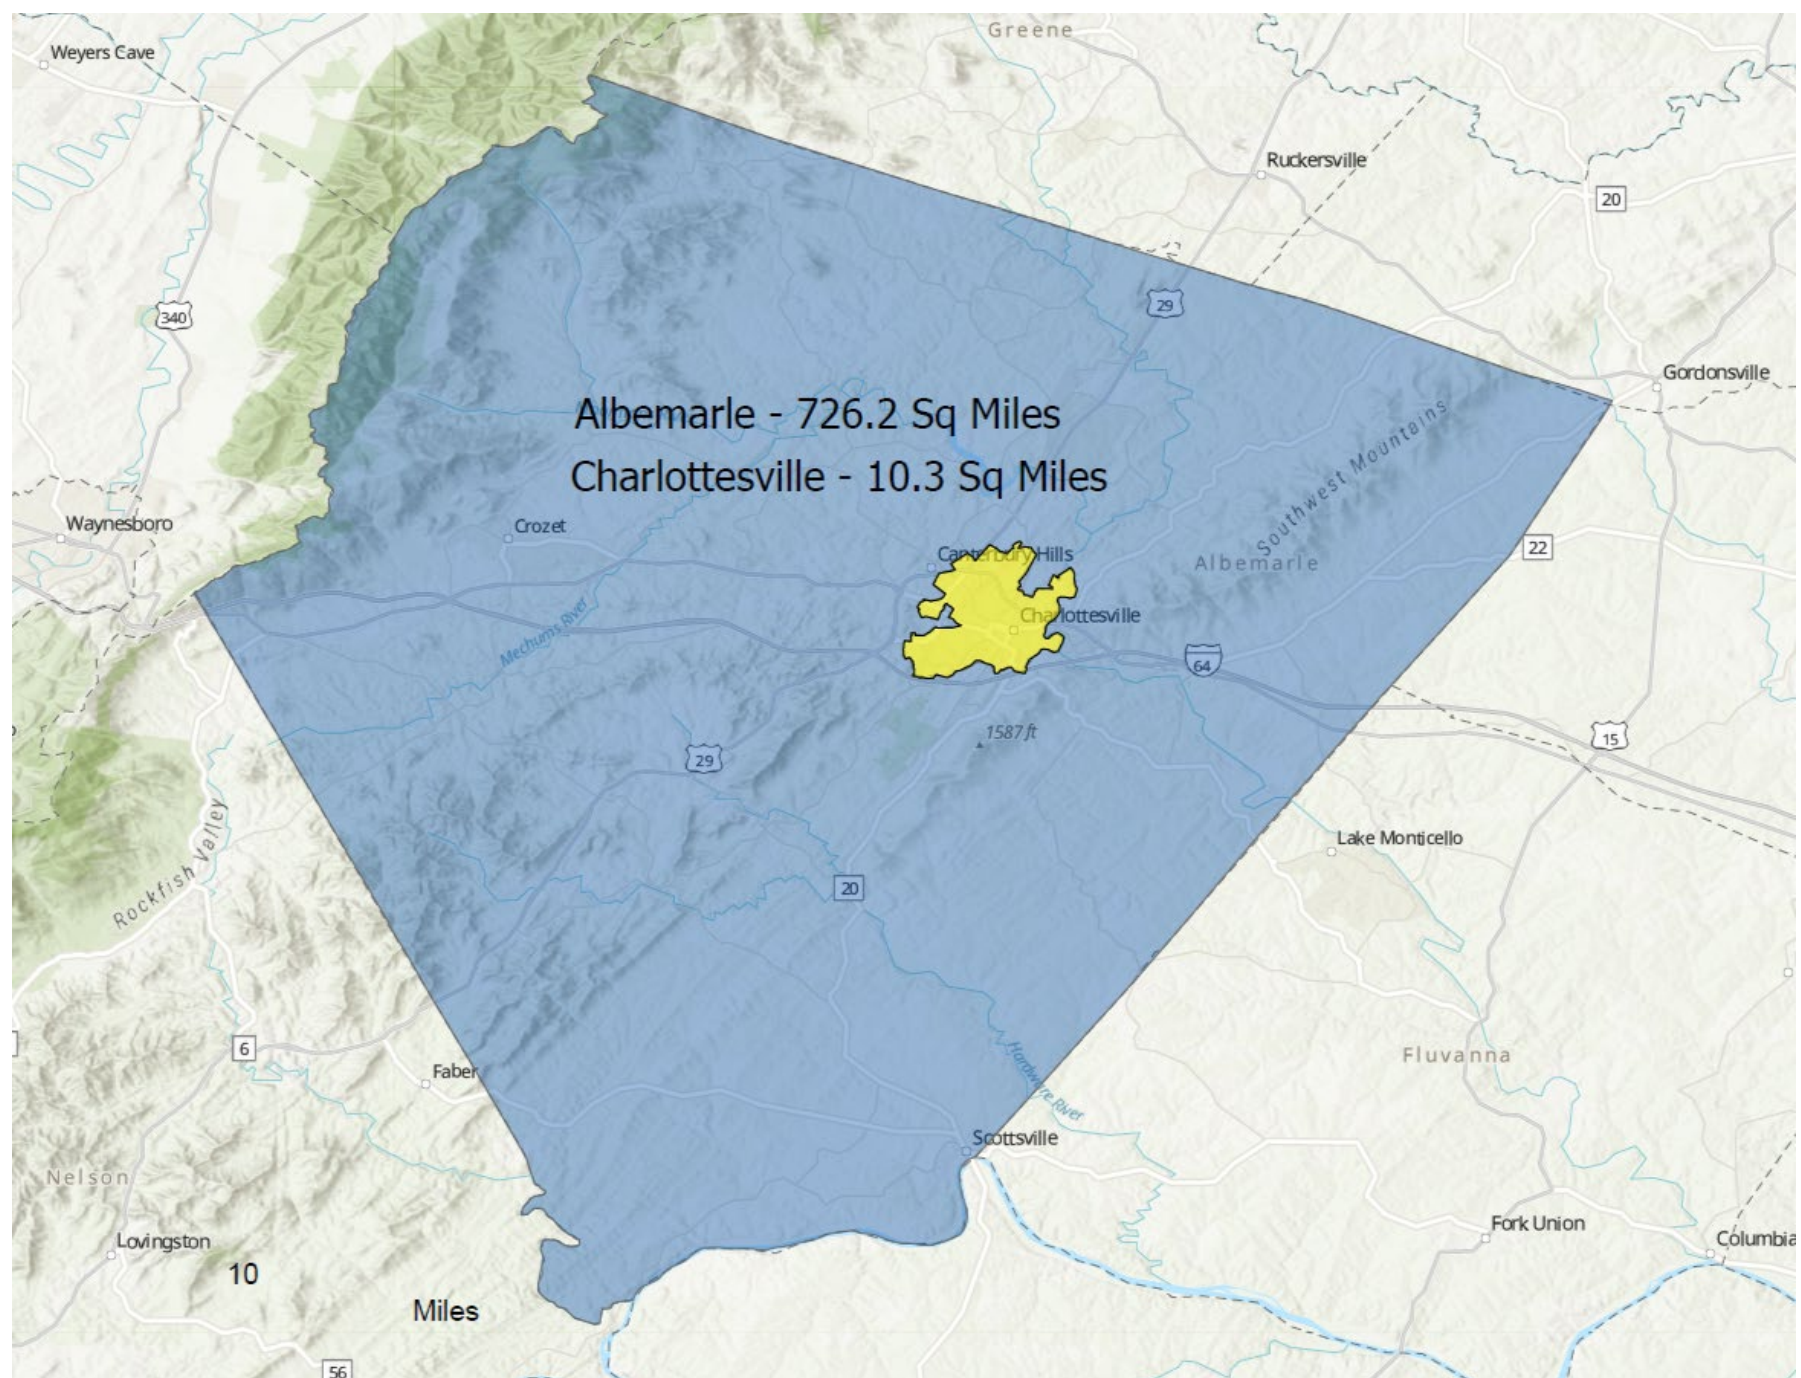 Greene
Weyers Cave
Ruckersville
20
29
340
Gordonsville
Albemarle - 726.2 Sq Miles
Charlottesville - 10.3 Sq Miles
Southwest Mountains
Waynesboro
Crozet
22
Canterbury Hills
Albemarle
Charlottesville
Mechums River
64
1587 ft
15
29
Rockfish Valley
Lake Monticello
20
6
Faber
Hardware River
Fluvanna
Scottsville
Nelson
Lovingston
Fork Union
Columbia
10
Miles
56